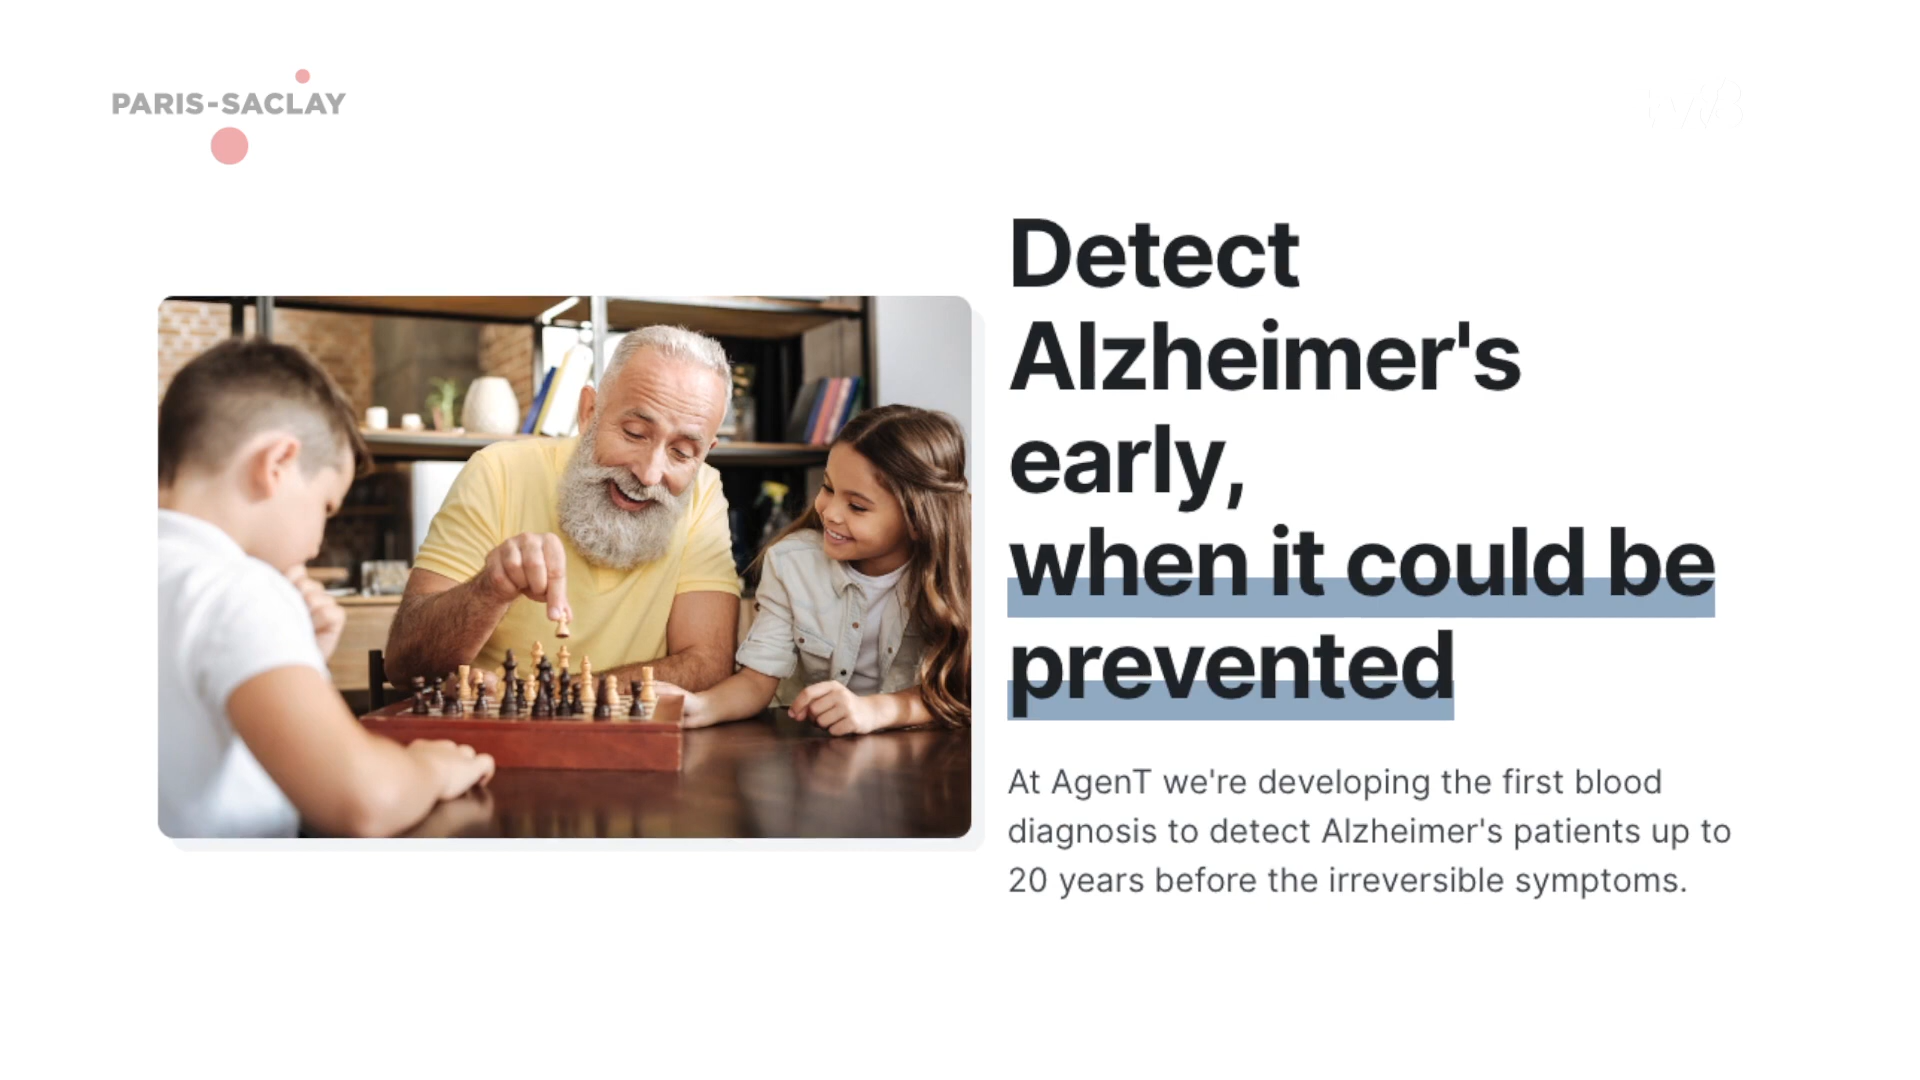 PARIS-SACLAY
Detect
Alzheimer's
early,
when it could be
prevented
At AgenT we're developing the first blood
diagnosis to detect Alzheimer's patients up to
20 years before the irreversible symptoms.